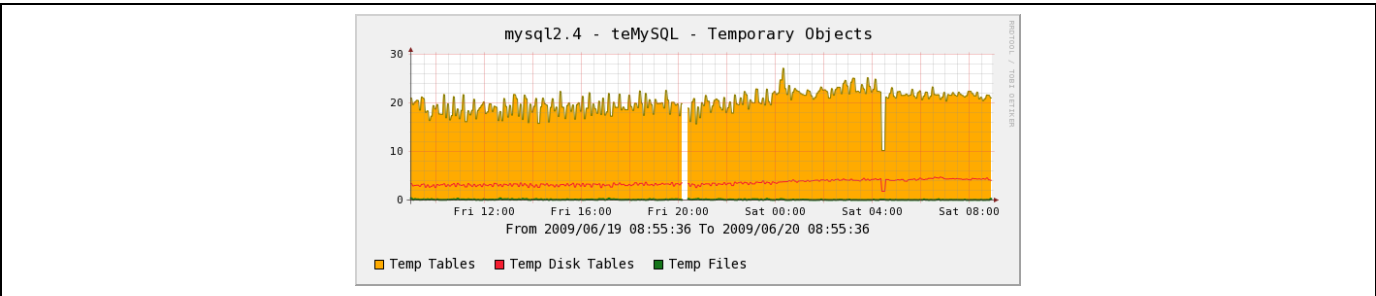 mysql2.4 - teMySQL - Temporary Objects
RRDTOOL / TOBI OETIKER
30
20
10
0
Fri 12:00 Fri 16:00 Fri 20:00 Sat 00:00 Sat 04:00 Sat 08:00
From 2009/06/19 08:55:36 To 2009/06/20 08:55:36
Temp Tables Temp Disk Tables Temp Files